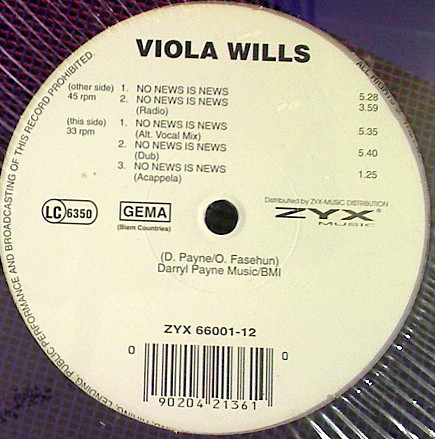 VIOLA WILLS
(other side) 1. NO NEWS IS NEWS 5.28
45 rpm 2. NO NEWS IS NEWS 3.59
(Radio)
(this side) 1. NO NEWS IS NEWS
33 rpm (Alt. Vocal Mix) 5.35
2. NO NEWS IS NEWS
(Dub) 5.40
3. NO NEWS IS NEWS
(Acappela) 1.25
LC 6350
GEMA
(Biem Countries)
Distributed by ZYX-MUSIC DISTRIBUTION
ZYX®
MUSIC
(D. Payne/O. Fasehun)
Darryl Payne Music/BMI
ZYX 66001-12
0 0
90204 21361
LENDING, PUBLIC PERFORMANCE AND BROADCASTING OF THIS RECORD PROHIBITED.
ALL RIGHTS